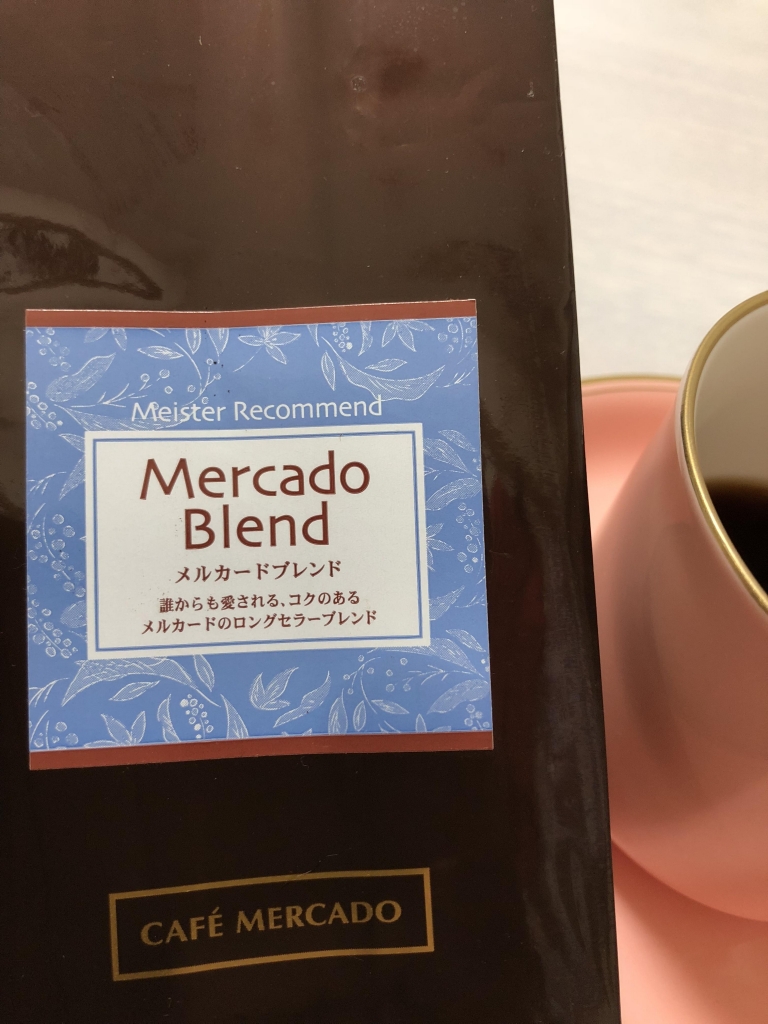 Meister Recommend
Mercado
Blend
メルカードブレンド
誰からも愛される、コクのある
メルカードのロングセラーブレンド
CAFÉ MERCADO